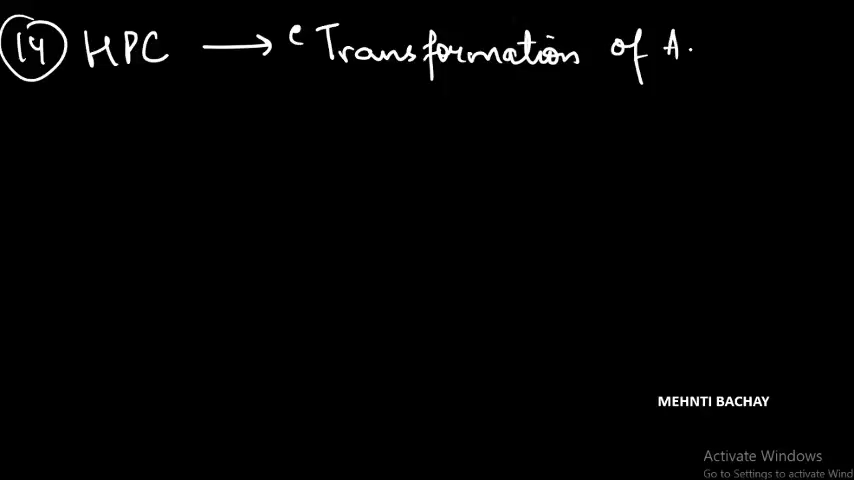 14 HPC → Transformation of A.
MEHNTI BACHAY
Activate Windows
Go to Settings to activate Wind